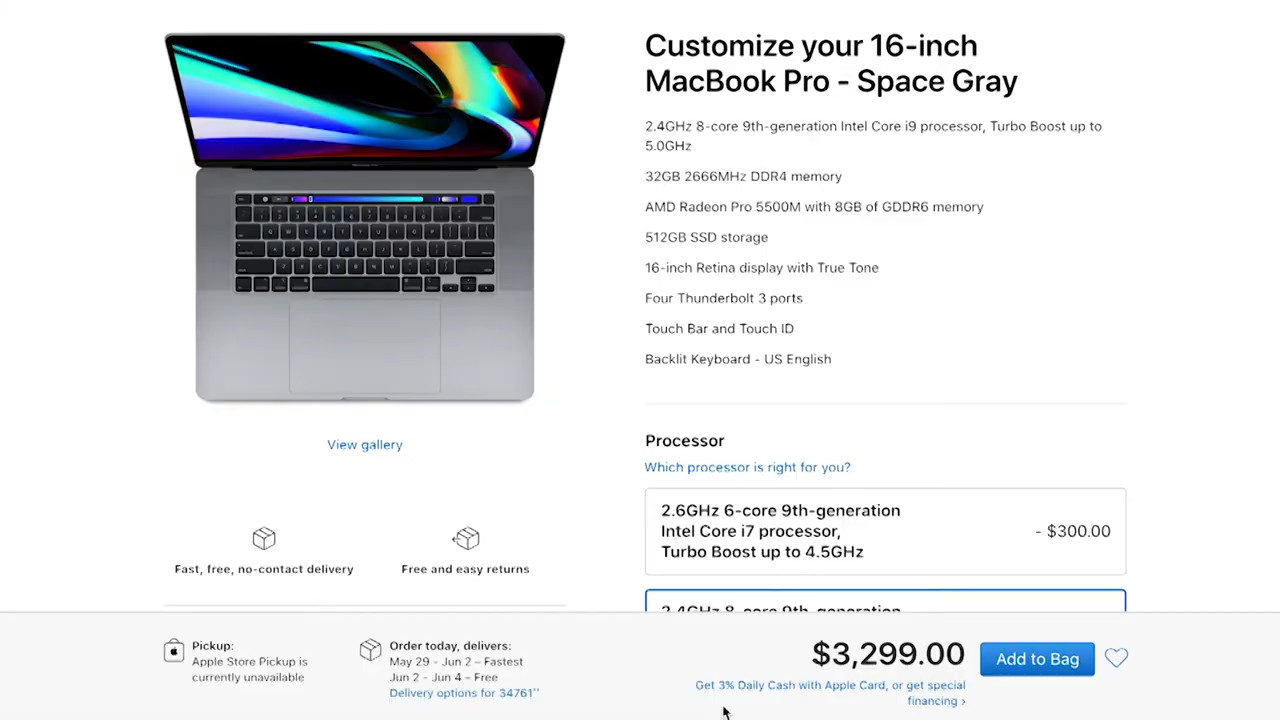 Customize your 16-inch
MacBook Pro - Space Gray
2.4GHz 8-core 9th-generation Intel Core i9 processor, Turbo Boost up to
5.0GHz
32GB 2666MHz DDR4 memory
AMD Radeon Pro 5500M with 8GB of GDDR6 memory
512GB SSD storage
16-inch Retina display with True Tone
Four Thunderbolt 3 ports
Touch Bar and Touch ID
Backlit Keyboard - US English
View gallery
Fast, free, no-contact delivery
Free and easy returns
Processor
Which processor is right for you?
2.6GHz 6-core 9th-generation
Intel Core i7 processor,
Turbo Boost up to 4.5GHz
- $300.00
2.4GHz 8-core 9th-generation
Pickup:
Apple Store Pickup is
currently unavailable
Order today, delivers:
May 29 - Jun 2 – Fastest
Jun 2 - Jun 4 – Free
Delivery options for 34761**
$3,299.00
Get 3% Daily Cash with Apple Card, or get special
financing ›
Add to Bag